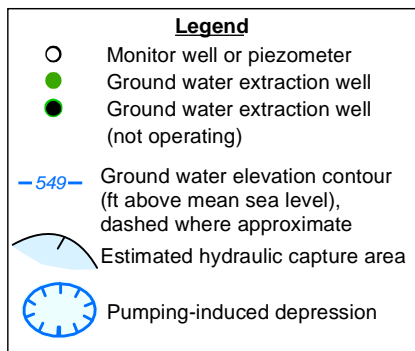 Legend
Monitor well or piezometer
Ground water extraction well
Ground water extraction well
(not operating)
549
Ground water elevation contour
(ft above mean sea level),
dashed where approximate
Estimated hydraulic capture area
Pumping-induced depression